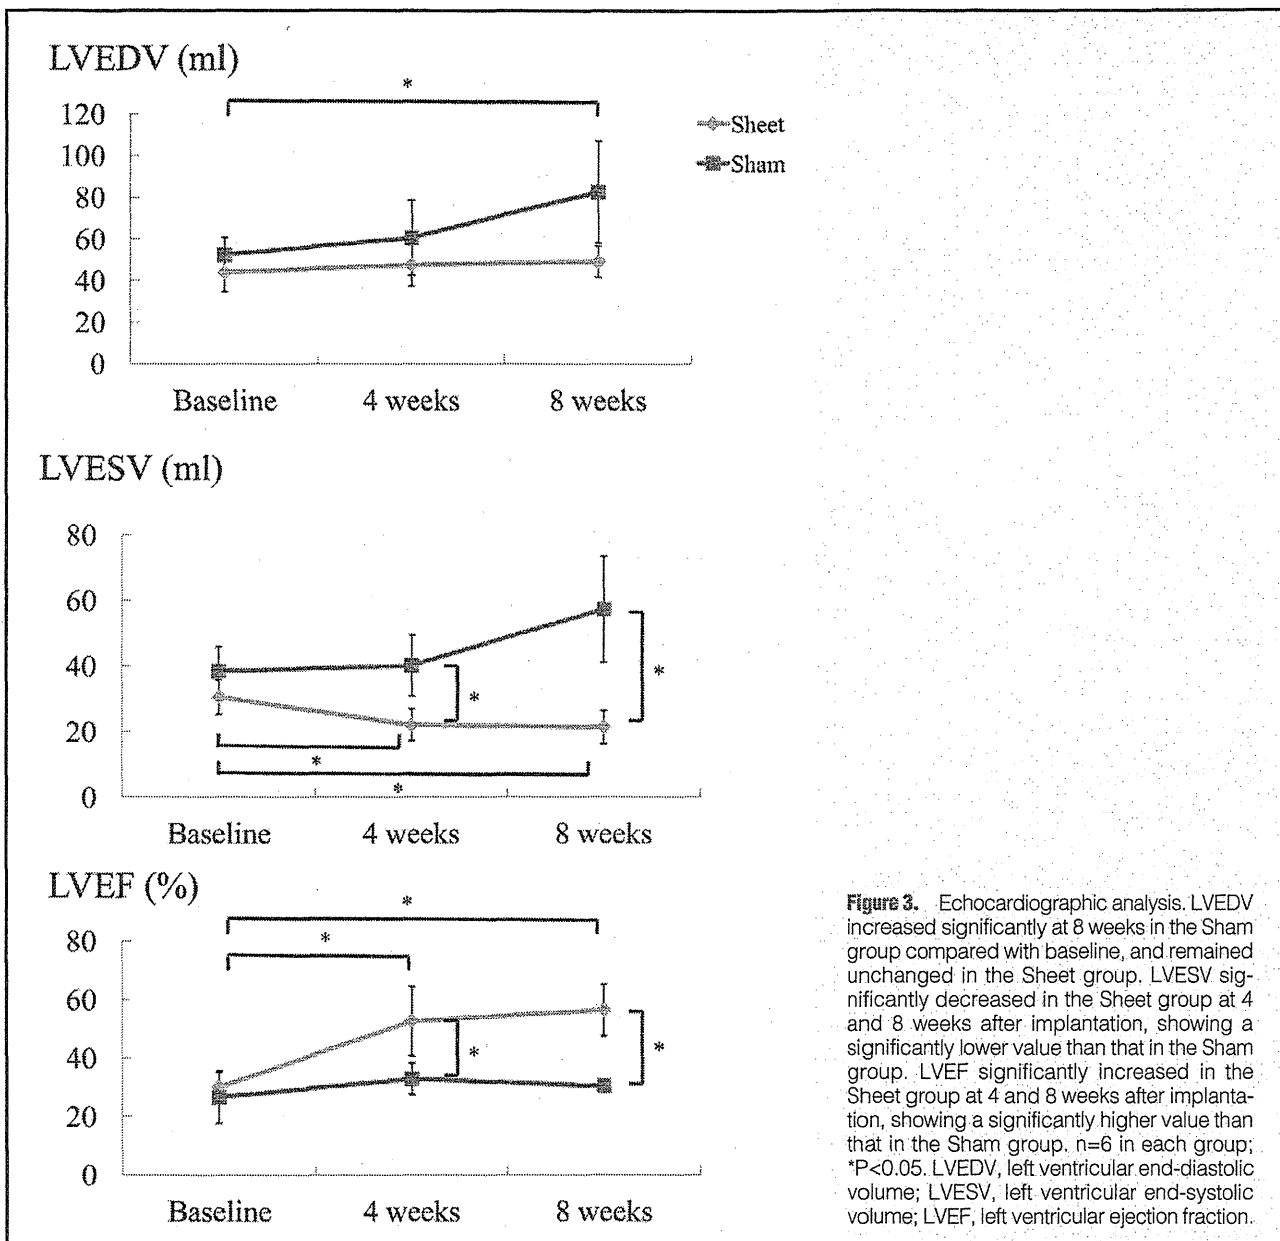 LVEDV (ml)
*
120
100
80
60
40
20
0
Sheet
Sham
Baseline 4 weeks 8 weeks
LVESV (ml)
80
60
40
20
0
*
*
*
*
Baseline 4 weeks 8 weeks
LVEF (%)
80
60
40
20
0
*
*
*
*
Baseline 4 weeks 8 weeks
Figure 3. Echocardiographic analysis. LVEDV
increased significantly at 8 weeks in the Sham
group compared with baseline, and remained
unchanged in the Sheet group. LVESV sig-
nificantly decreased in the Sheet group at 4
and 8 weeks after implantation, showing a
significantly lower value than that in the Sham
group. LVEF significantly increased in the
Sheet group at 4 and 8 weeks after implanta-
tion, showing a significantly higher value than
that in the Sham group. n=6 in each group;
*P<0.05. LVEDV, left ventricular end-diastolic
volume; LVESV, left ventricular end-systolic
volume; LVEF, left ventricular ejection fraction.